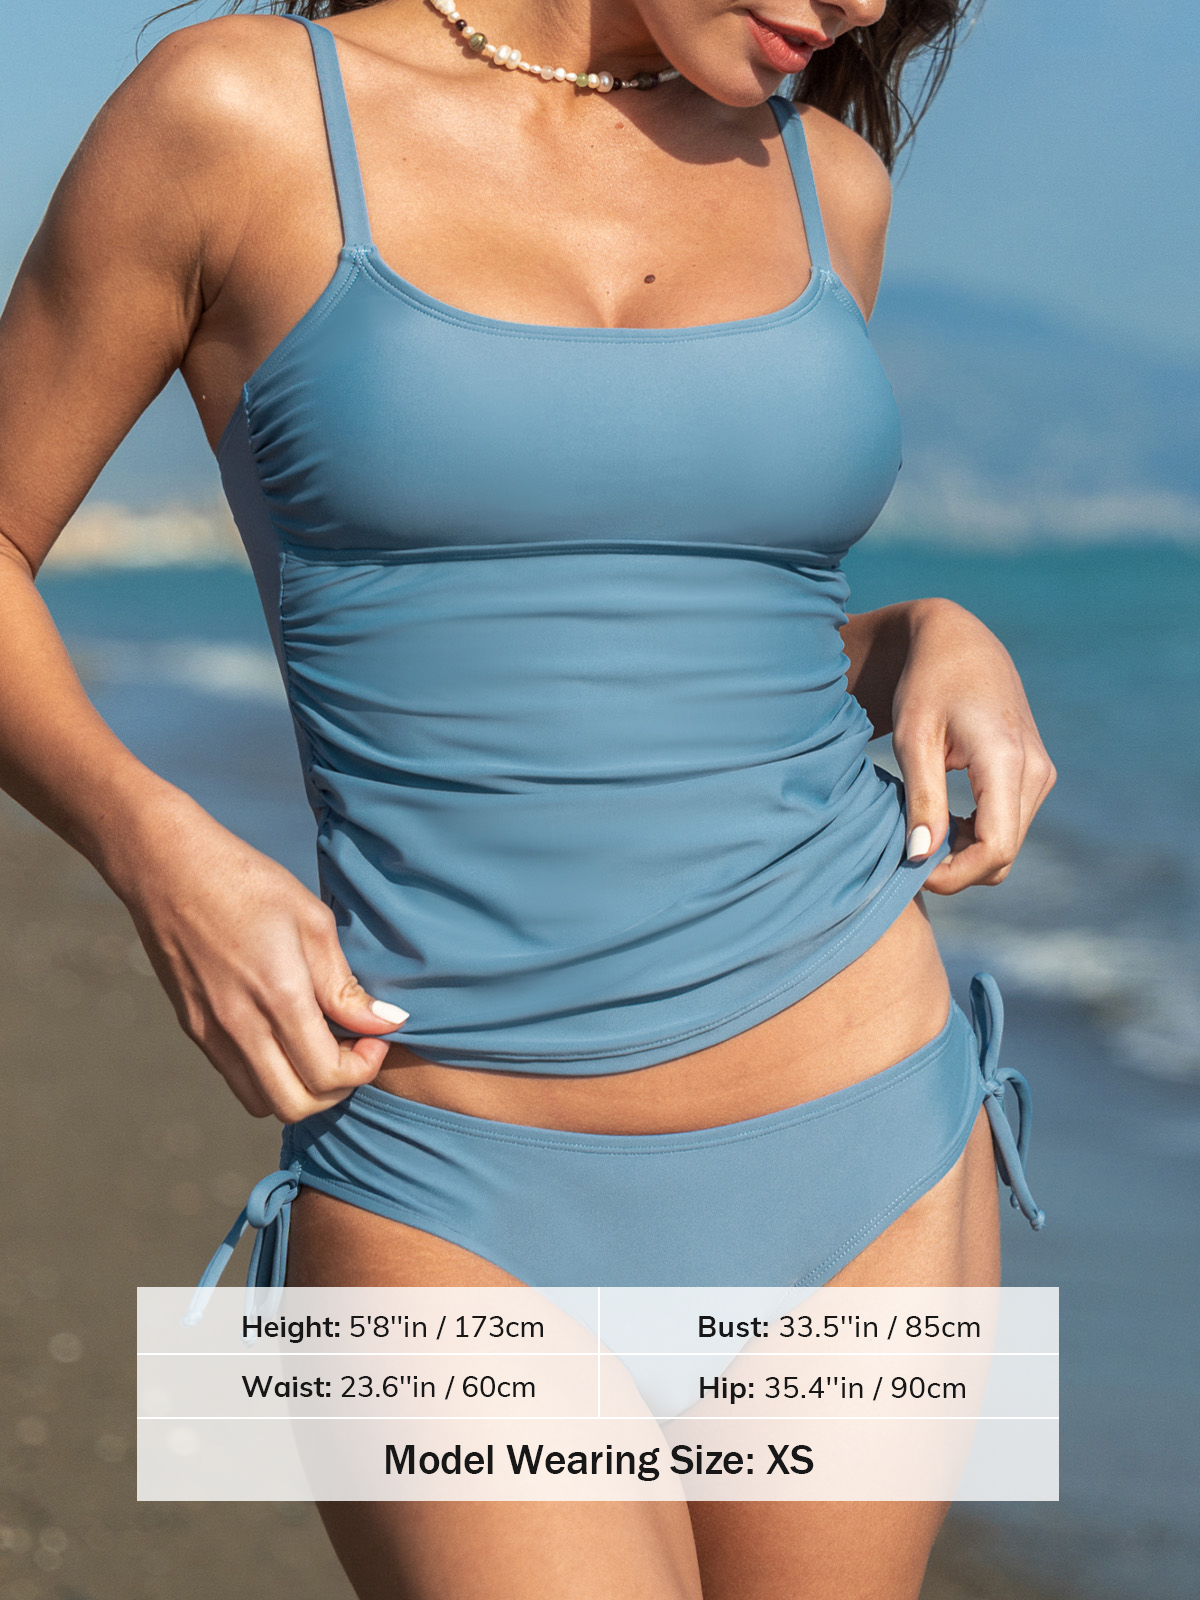 Height: 5'8''in / 173cm
Bust: 33.5''in / 85cm
Waist: 23.6''in / 60cm
Hip: 35.4''in / 90cm
Model Wearing Size: XS